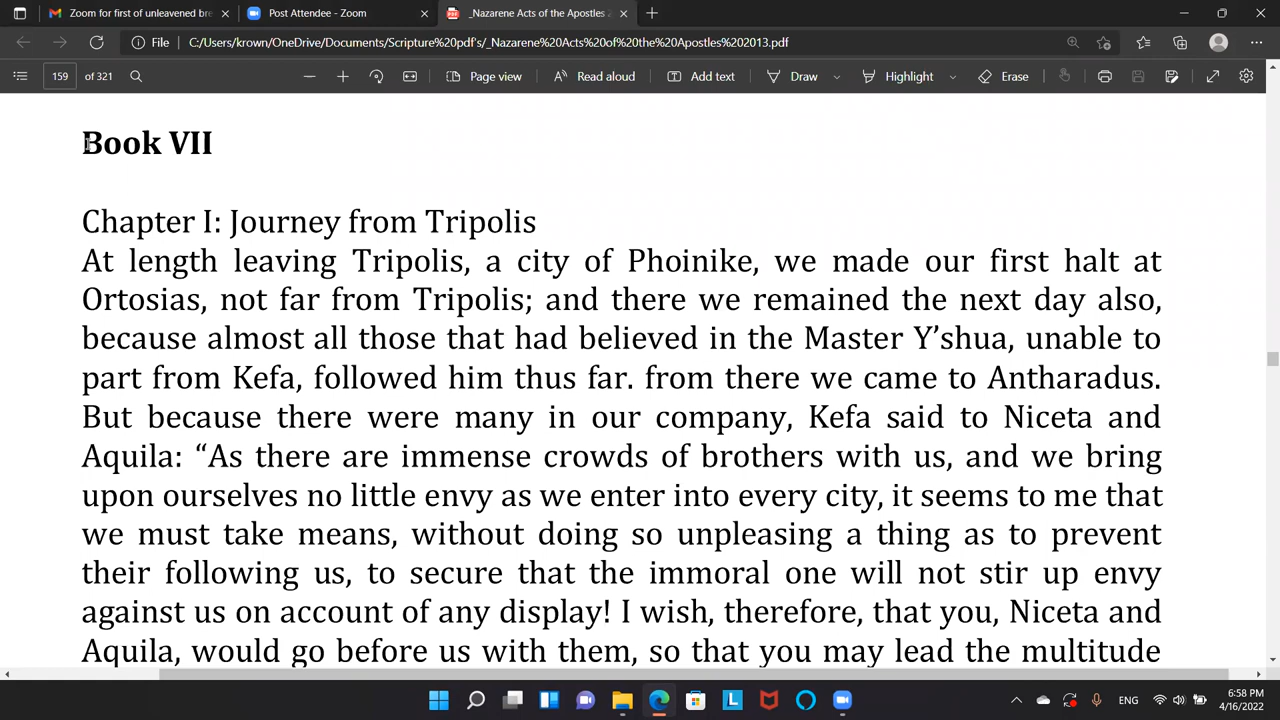 Zoom for first of unleavened bre
Post Attendee - Zoom
_Nazarene Acts of the Apostles 2
File
C:/Users/krown/OneDrive/Documents/Scripture%20pdf's/_Nazarene%20Acts%20of%20the%20Apostles%202013.pdf
159 of 321
Page view
Read aloud
Add text
Draw
Highlight
Erase
Book VII
Chapter I: Journey from Tripolis
At length leaving Tripolis, a city of Phoinike, we made our first halt at
Ortosias, not far from Tripolis; and there we remained the next day also,
because almost all those that had believed in the Master Y’shua, unable to
part from Kefa, followed him thus far. from there we came to Antharadus.
But because there were many in our company, Kefa said to Niceta and
Aquila: “As there are immense crowds of brothers with us, and we bring
upon ourselves no little envy as we enter into every city, it seems to me that
we must take means, without doing so unpleasing a thing as to prevent
their following us, to secure that the immoral one will not stir up envy
against us on account of any display! I wish, therefore, that you, Niceta and
Aquila, would go before us with them, so that you may lead the multitude
ENG
6:58 PM
4/16/2022